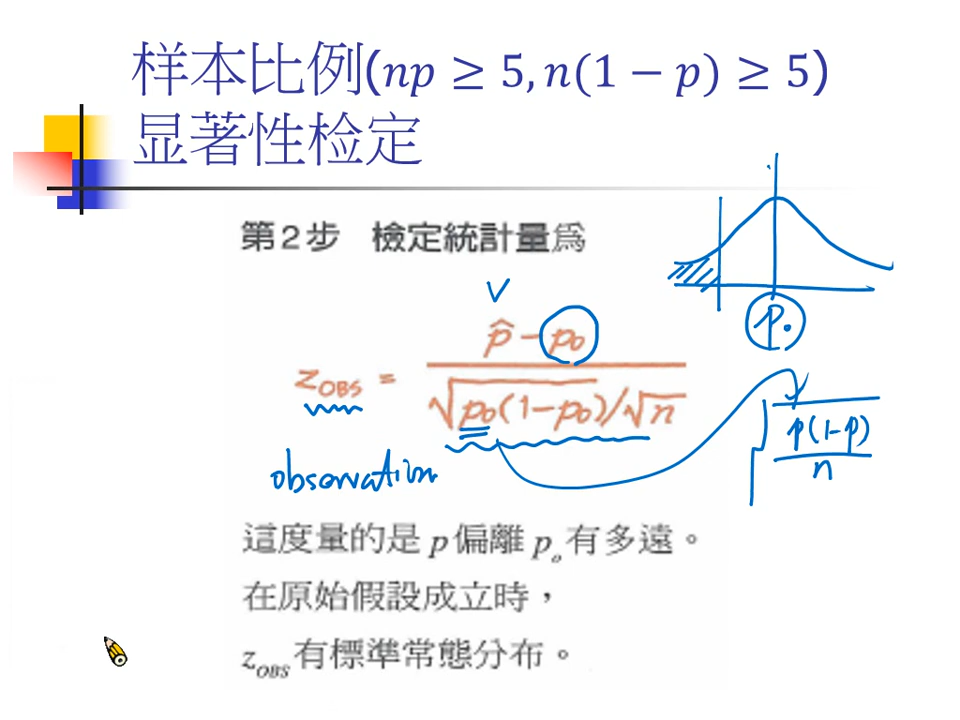 样本比例(np ≥ 5, n(1 − p) ≥ 5)
显著性检定
第2步 檢定統計量為
z_OBS = (p̂ − p₀) / (√p₀(1−p₀)/√n)
p₀
√(p(1-p)/n)
observation
這度量的是 p 偏離 pₒ 有多遠。
在原始假設成立時，
z_OBS 有標準常態分布。